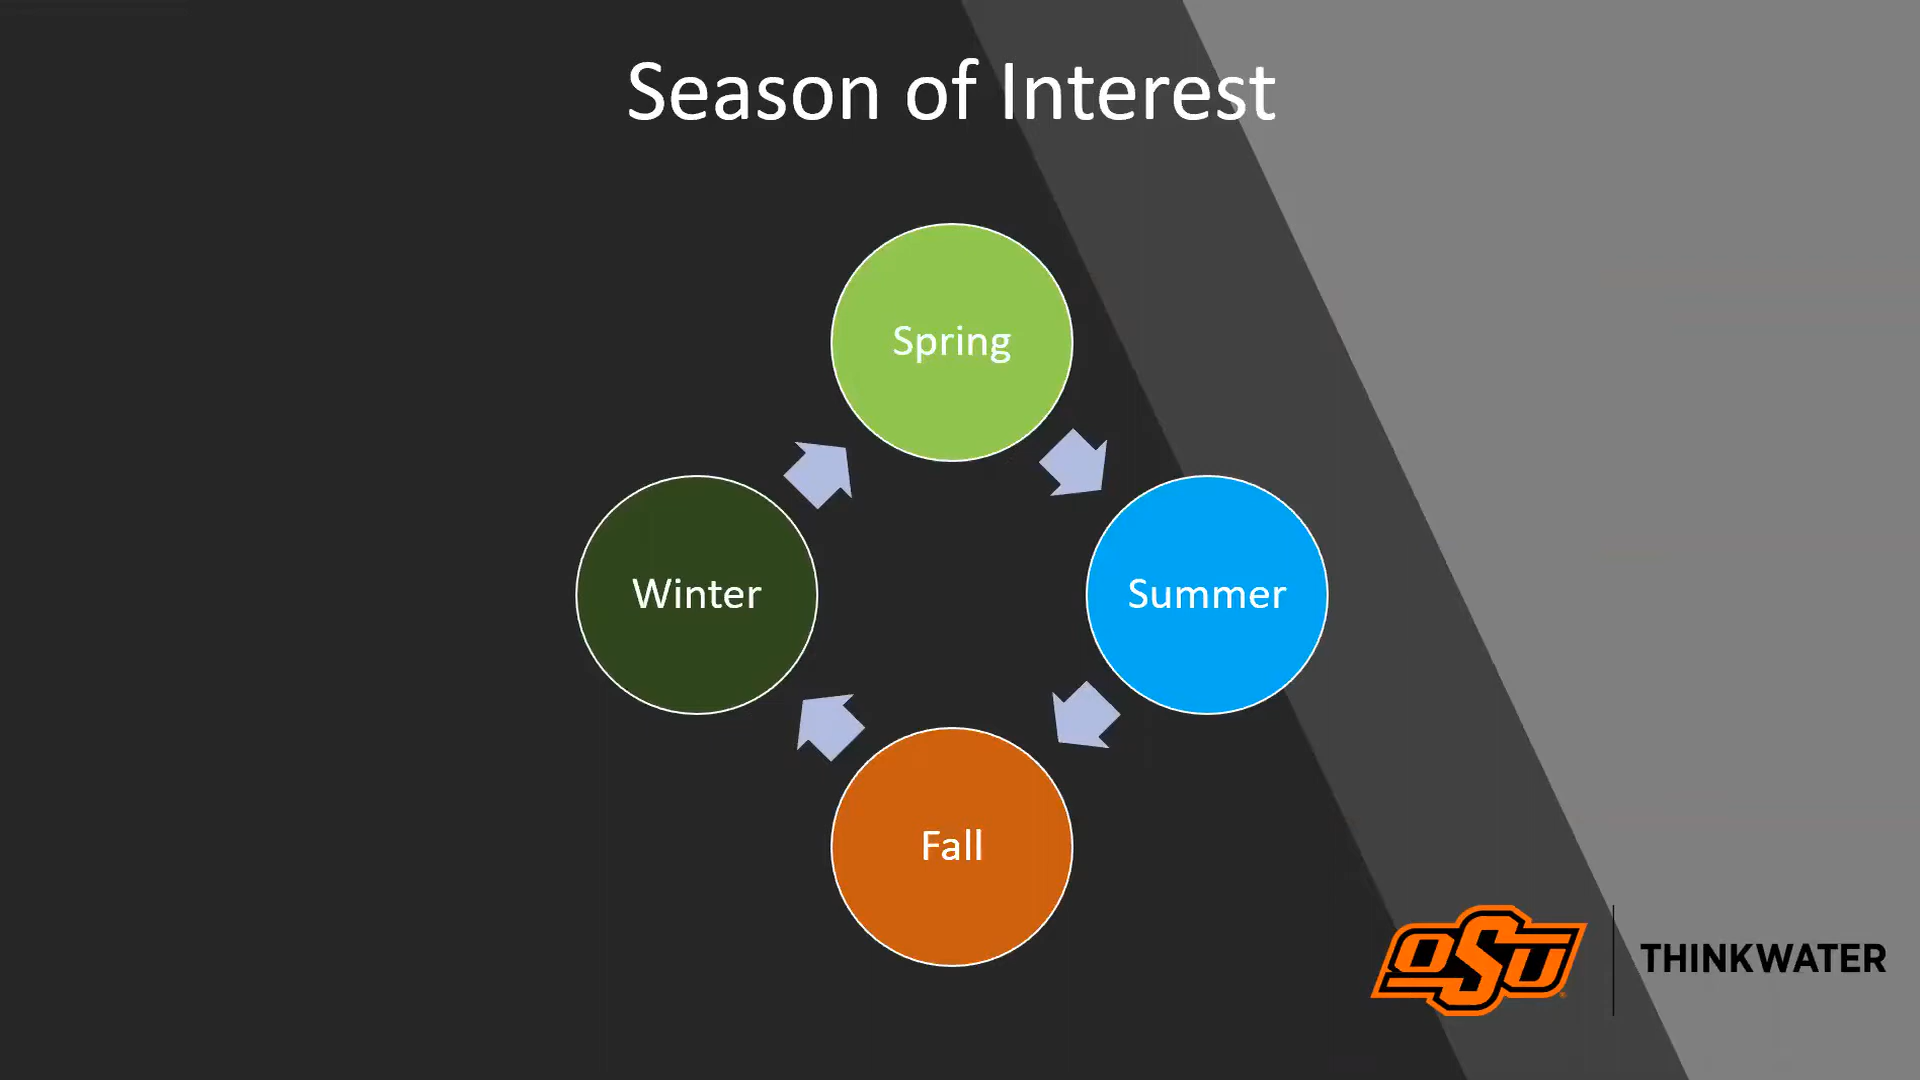 Season of Interest
Spring
Winter
Summer
Fall
OSU
THINKWATER